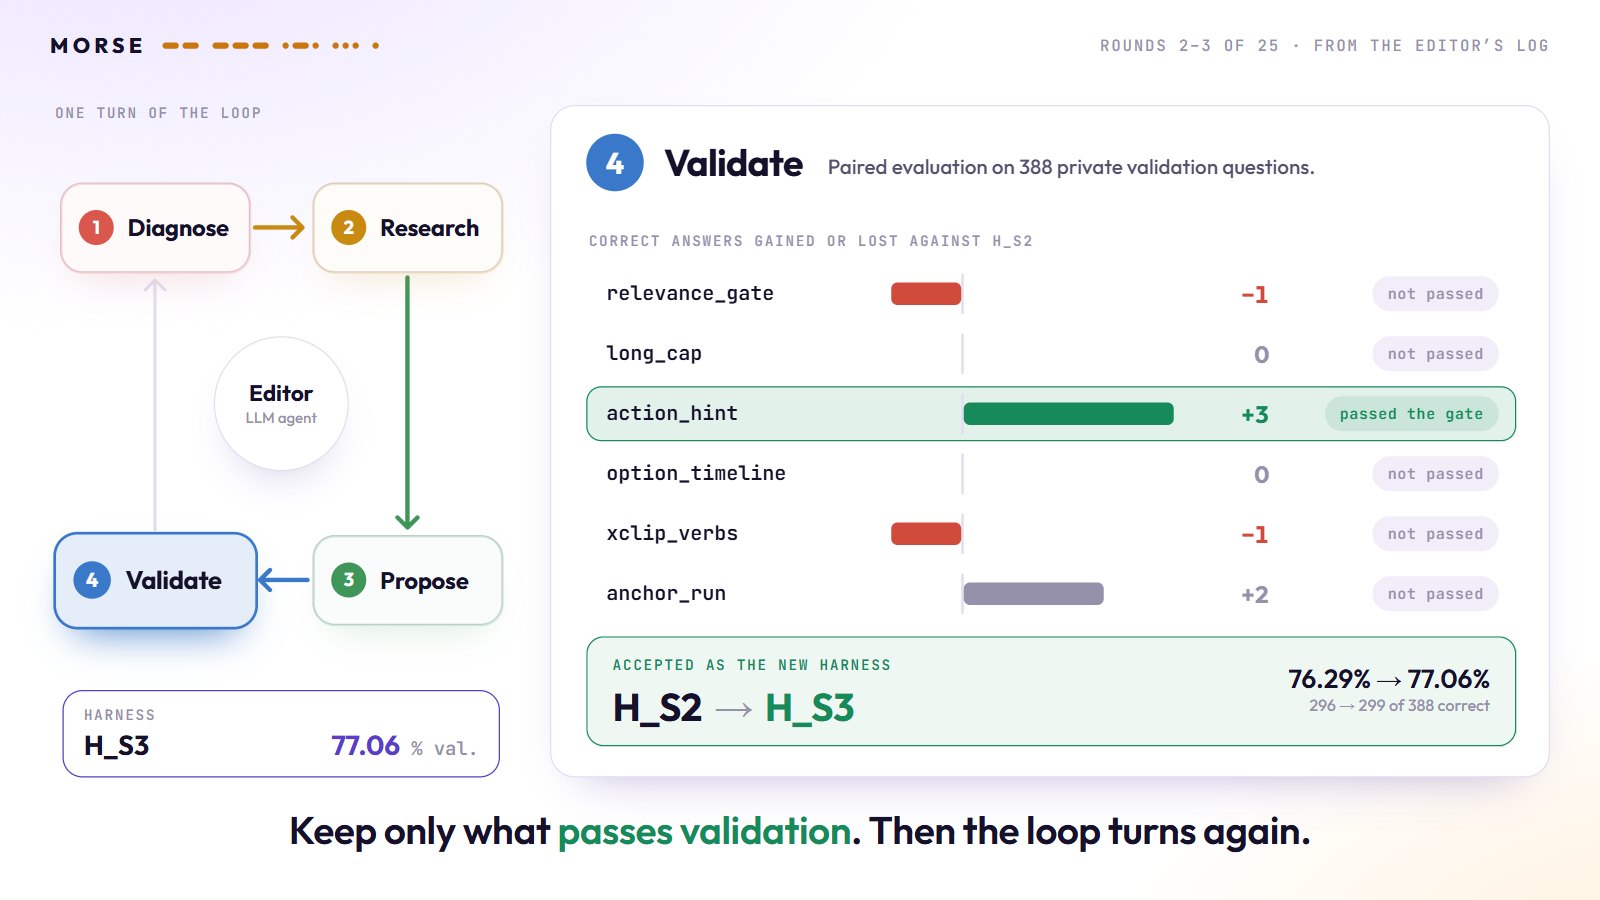 MORSE
ROUNDS 2–3 OF 25 · FROM THE EDITOR’S LOG
ONE TURN OF THE LOOP
1 Diagnose
2 Research
Editor
LLM agent
4 Validate
3 Propose
HARNESS
H_S3 77.06 % val.
4 Validate Paired evaluation on 388 private validation questions.
CORRECT ANSWERS GAINED OR LOST AGAINST H_S2
relevance_gate −1 not passed
long_cap 0 not passed
action_hint +3 passed the gate
option_timeline 0 not passed
xclip_verbs −1 not passed
anchor_run +2 not passed
ACCEPTED AS THE NEW HARNESS
H_S2 → H_S3
76.29% → 77.06%
296 → 299 of 388 correct
Keep only what passes validation. Then the loop turns again.